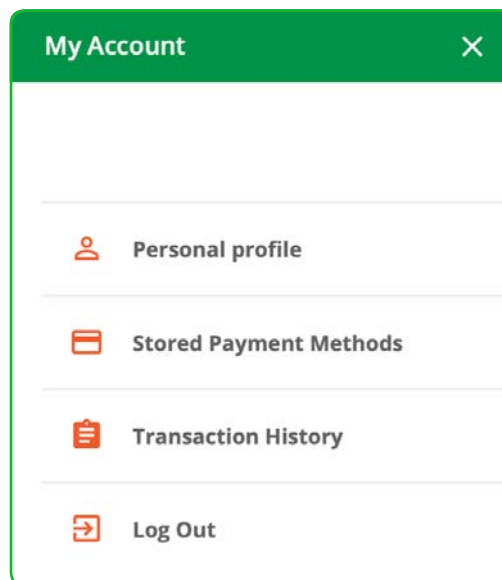 My Account
Personal profile
Stored Payment Methods
Transaction History
Log Out